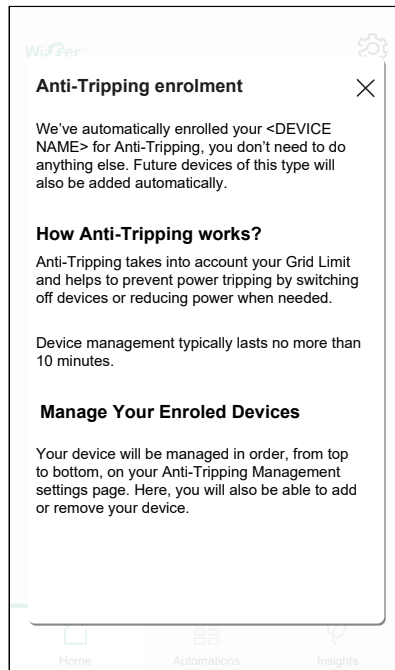 Wiser
Anti-Tripping enrolment
We've automatically enrolled your <DEVICE
NAME> for Anti-Tripping, you don't need to do
anything else. Future devices of this type will
also be added automatically.
How Anti-Tripping works?
Anti-Tripping takes into account your Grid Limit
and helps to prevent power tripping by switching
off devices or reducing power when needed.
Device management typically lasts no more than
10 minutes.
Manage Your Enroled Devices
Your device will be managed in order, from top
to bottom, on your Anti-Tripping Management
settings page. Here, you will also be able to add
or remove your device.
Home Automations Insights